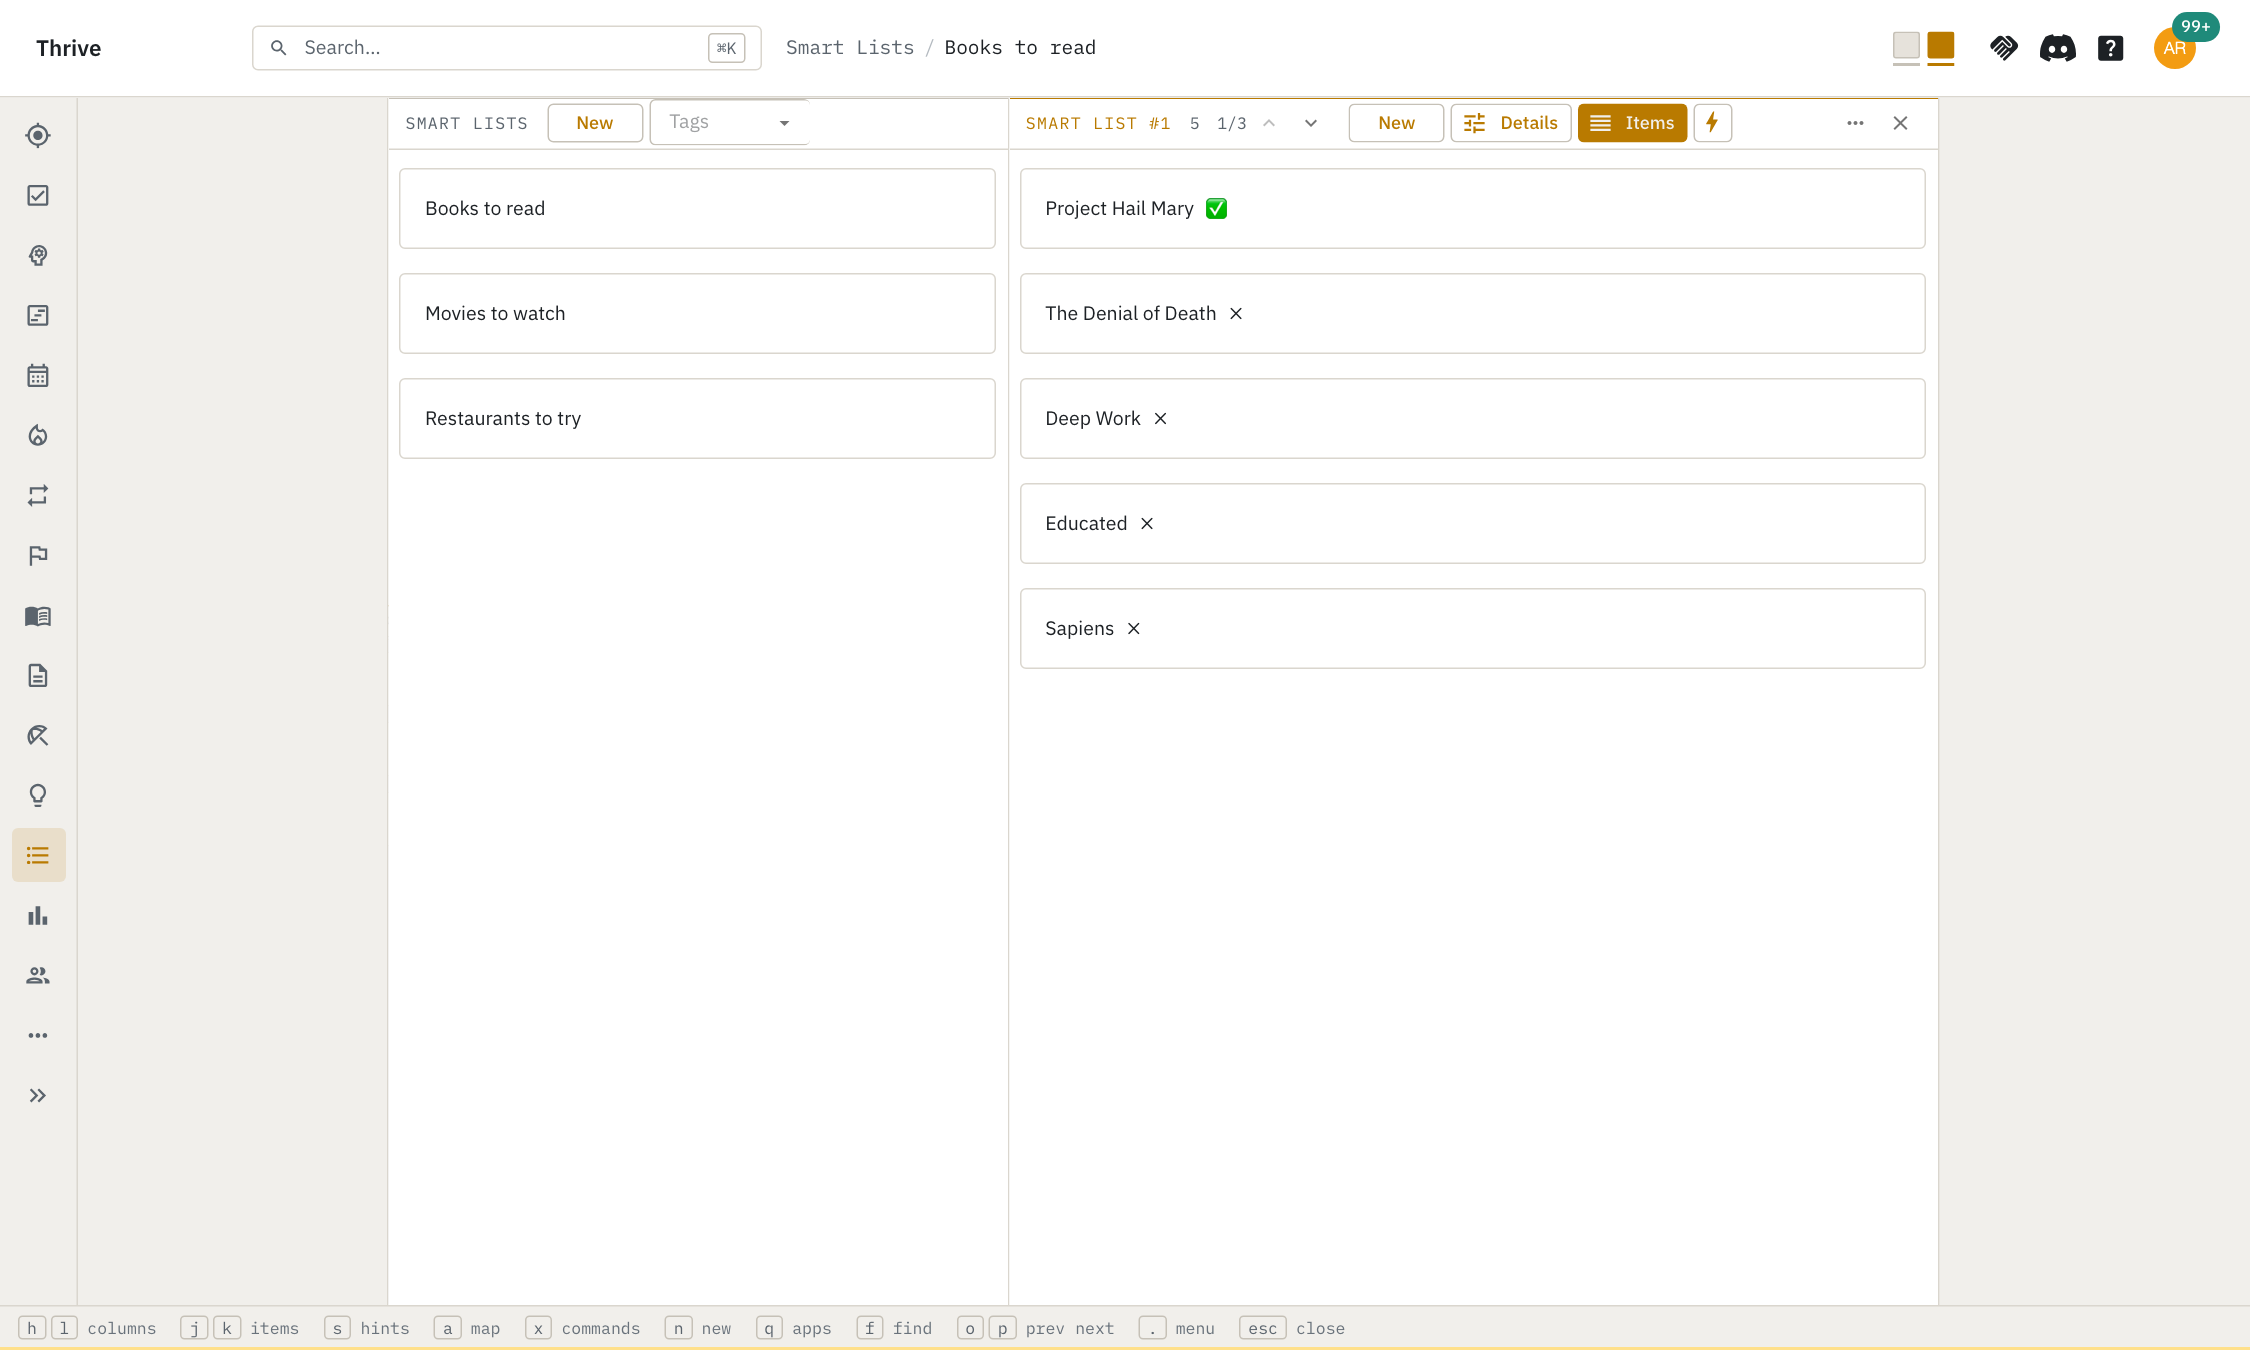 Thrive
Search...
⌘K
Smart Lists / Books to read
99+
AR
SMART LISTS
New
Tags
SMART LIST #1 5 1/3
New
Details
Items
Books to read
Movies to watch
Restaurants to try
Project Hail Mary ✅
The Denial of Death ✕
Deep Work ✕
Educated ✕
Sapiens ✕
h l columns j k items s hints a map x commands n new q apps f find o p prev next . menu esc close